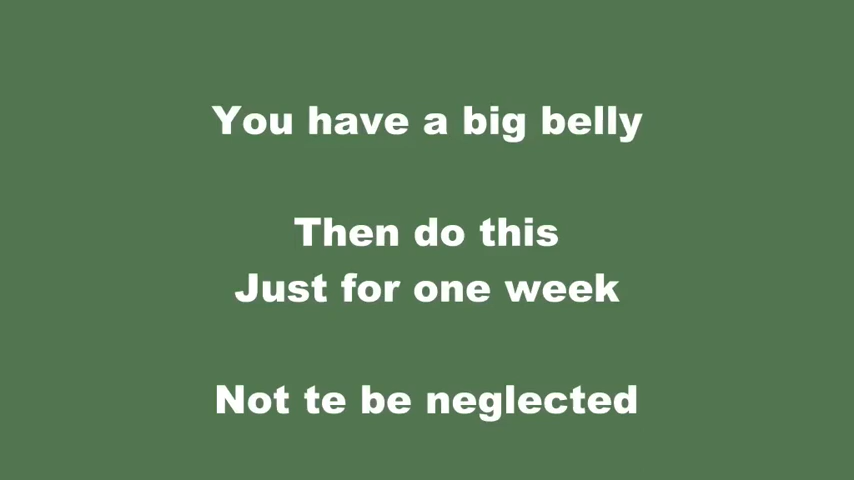 You have a big belly
Then do this
Just for one week
Not te be neglected